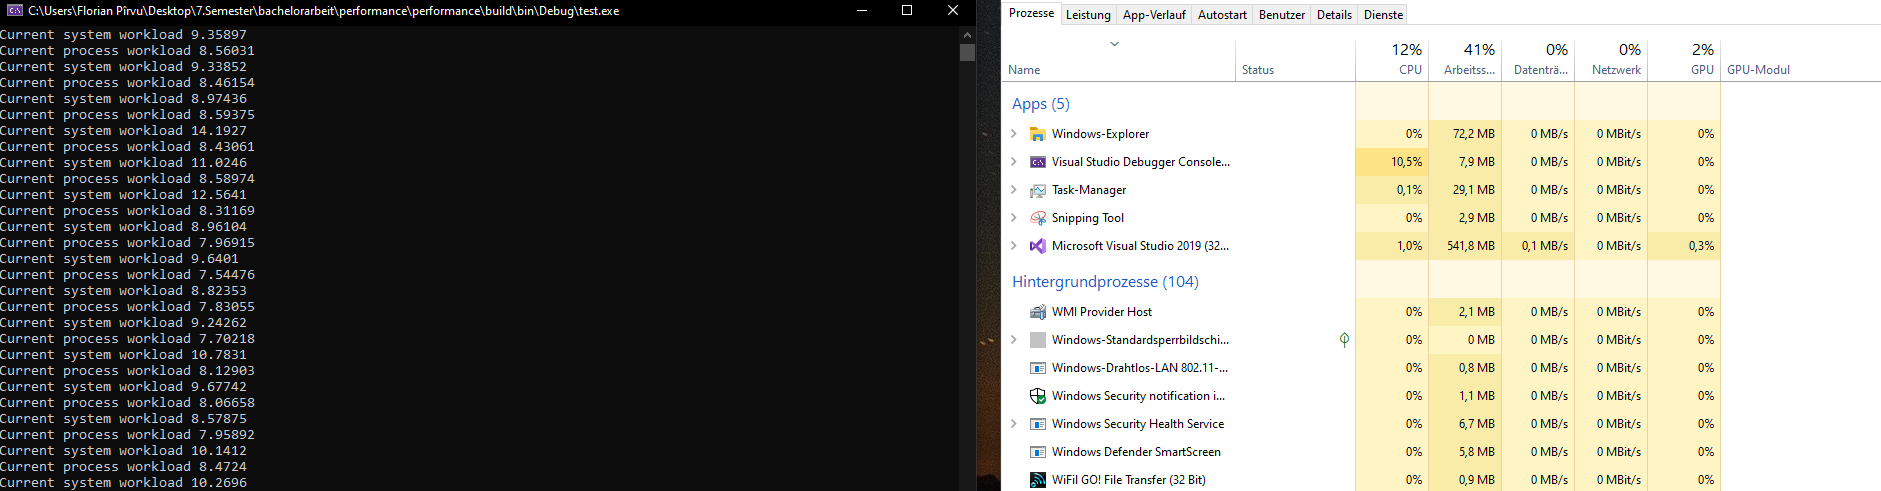 C:\Users\Florian Pîrvu\Desktop\7.Semester\bachelorarbeit\performance\performance\build\bin\Debug\test.exe
Current system workload 9.35897
Current process workload 8.56031
Current system workload 9.33852
Current process workload 8.46154
Current system workload 8.97436
Current process workload 8.59375
Current system workload 14.1927
Current process workload 8.43061
Current system workload 11.0246
Current process workload 8.58974
Current system workload 12.5641
Current process workload 8.31169
Current system workload 8.96104
Current process workload 7.96915
Current system workload 9.6401
Current process workload 7.54476
Current system workload 8.82353
Current process workload 7.83055
Current system workload 9.24262
Current process workload 7.70218
Current system workload 10.7831
Current process workload 8.12903
Current system workload 9.67742
Current process workload 8.06658
Current system workload 8.57875
Current process workload 7.95892
Current system workload 10.1412
Current process workload 8.4724
Current system workload 10.2696
Prozesse Leistung App-Verlauf Autostart Benutzer Details Dienste
12% 41% 0% 0% 2%
Name Status CPU Arbeitss... Datenträ... Netzwerk GPU GPU-Modul
Apps (5)
Windows-Explorer 0% 72,2 MB 0 MB/s 0 MBit/s 0%
Visual Studio Debugger Console... 10,5% 7,9 MB 0 MB/s 0 MBit/s 0%
Task-Manager 0,1% 29,1 MB 0 MB/s 0 MBit/s 0%
Snipping Tool 0% 2,9 MB 0 MB/s 0 MBit/s 0%
Microsoft Visual Studio 2019 (32... 1,0% 541,8 MB 0,1 MB/s 0 MBit/s 0,3%
Hintergrundprozesse (104)
WMI Provider Host 0% 2,1 MB 0 MB/s 0 MBit/s 0%
Windows-Standardsperrbildschi... 0% 0 MB 0 MB/s 0 MBit/s 0%
Windows-Drahtlos-LAN 802.11-... 0% 0,8 MB 0 MB/s 0 MBit/s 0%
Windows Security notification i... 0% 1,1 MB 0 MB/s 0 MBit/s 0%
Windows Security Health Service 0% 6,7 MB 0 MB/s 0 MBit/s 0%
Windows Defender SmartScreen 0% 5,8 MB 0 MB/s 0 MBit/s 0%
WiFil GO! File Transfer (32 Bit) 0% 0,9 MB 0 MB/s 0 MBit/s 0%